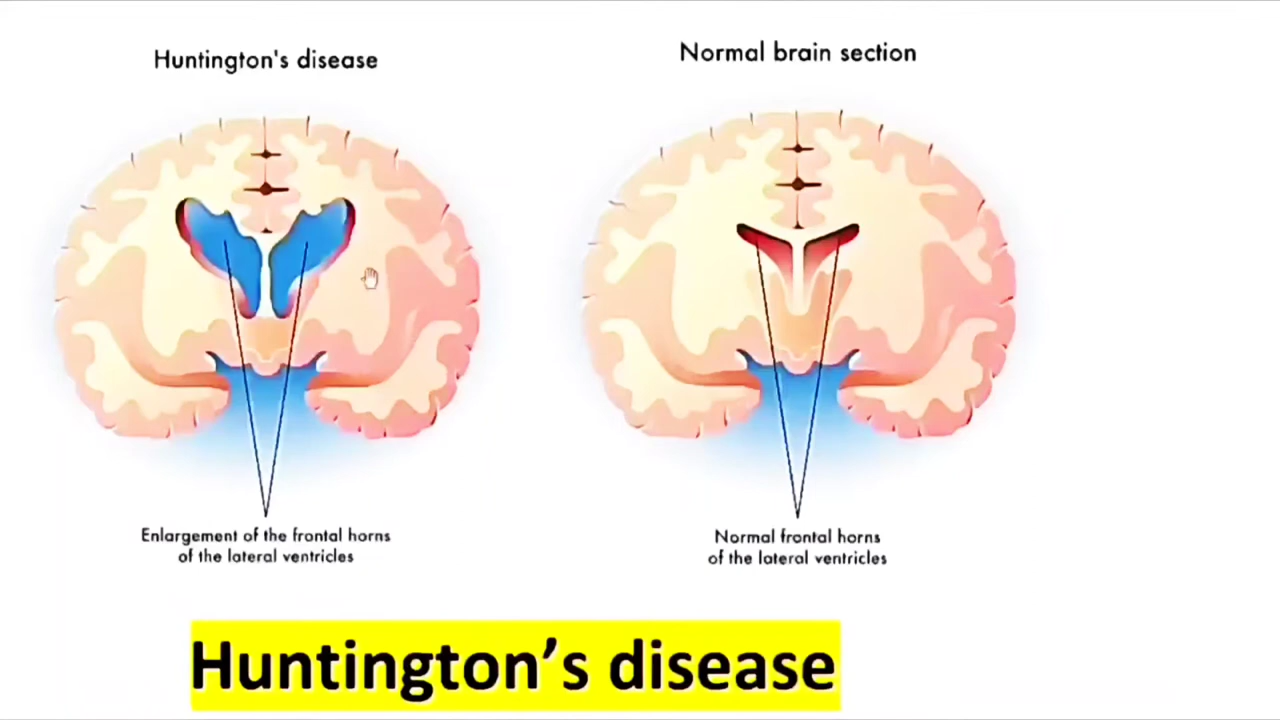 Huntington's disease
Normal brain section
Enlargement of the frontal horns
of the lateral ventricles
Normal frontal horns
of the lateral ventricles
Huntington’s disease